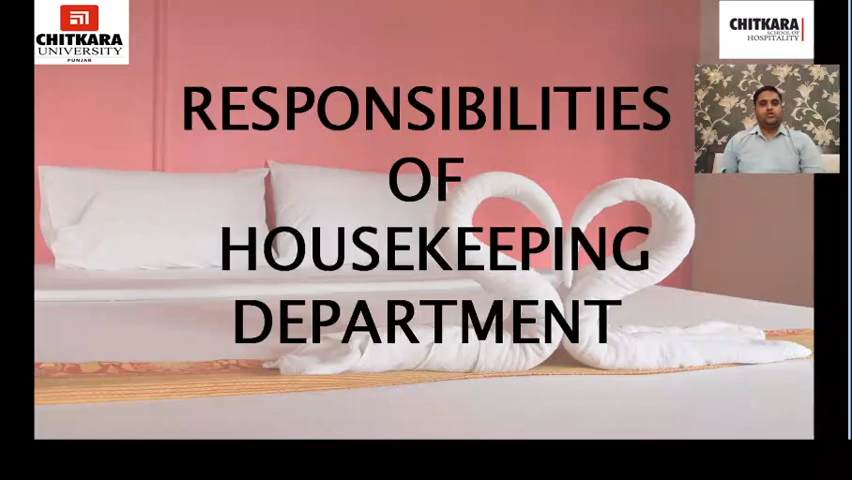 CHITKARA
UNIVERSITY
PUNJAB
CHITKARA
SCHOOL OF
HOSPITALITY
RESPONSIBILITIES
OF
HOUSEKEEPING
DEPARTMENT